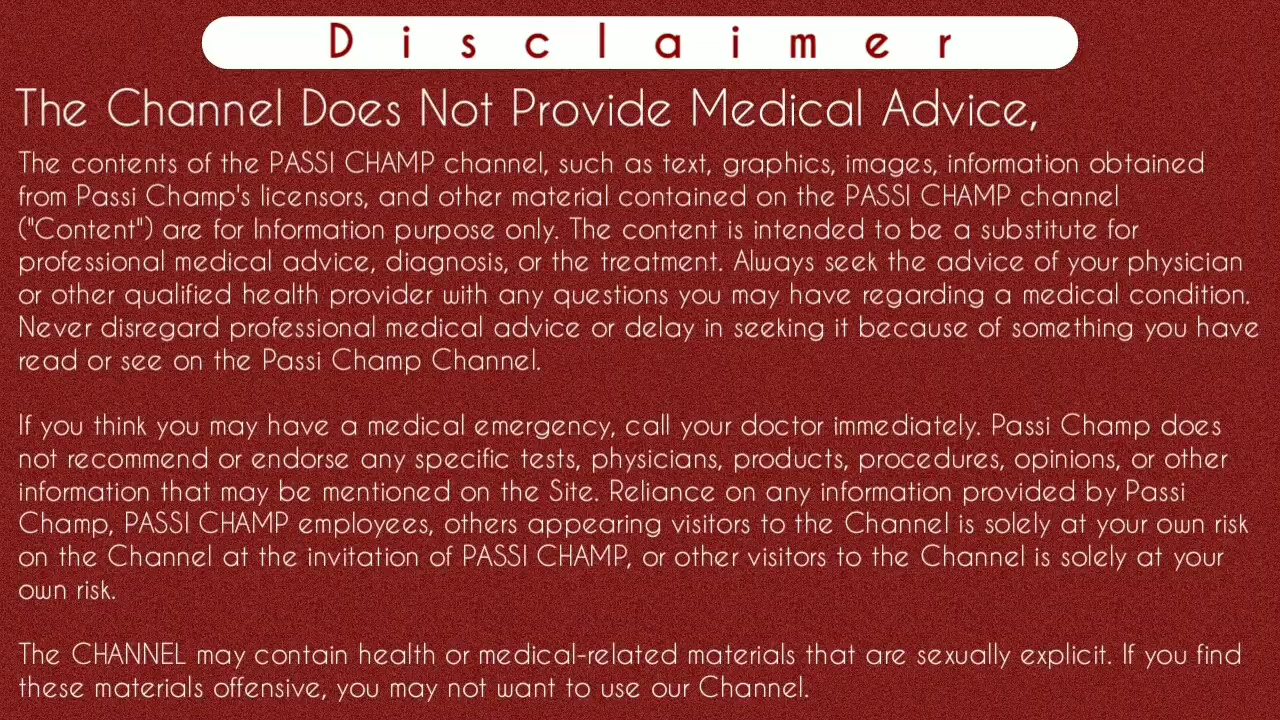 Disclaimer
The Channel Does Not Provide Medical Advice,
The contents of the PASSI CHAMP channel, such as text, graphics, images, information obtained
from Passi Champ's licensors, and other material contained on the PASSI CHAMP channel
("Content") are for Information purpose only. The content is intended to be a substitute for
professional medical advice, diagnosis, or the treatment. Always seek the advice of your physician
or other qualified health provider with any questions you may have regarding a medical condition.
Never disregard professional medical advice or delay in seeking it because of something you have
read or see on the Passi Champ Channel.
If you think you may have a medical emergency, call your doctor immediately. Passi Champ does
not recommend or endorse any specific tests, physicians, products, procedures, opinions, or other
information that may be mentioned on the Site. Reliance on any information provided by Passi
Champ, PASSI CHAMP employees, others appearing visitors to the Channel is solely at your own risk
on the Channel at the invitation of PASSI CHAMP, or other visitors to the Channel is solely at your
own risk.
The CHANNEL may contain health or medical-related materials that are sexually explicit. If you find
these materials offensive, you may not want to use our Channel.